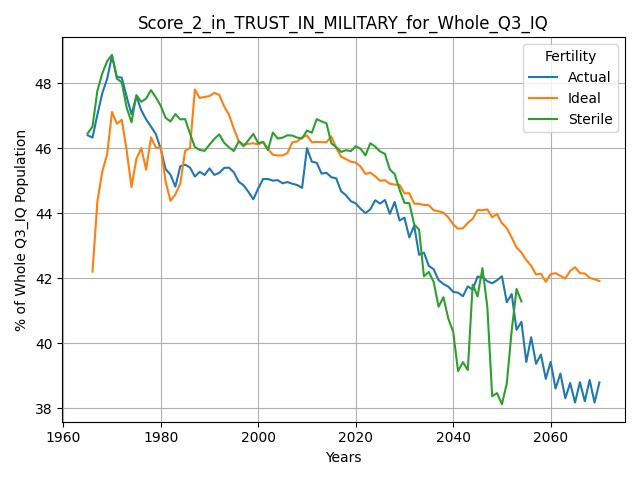 Score_2_in_TRUST_IN_MILITARY_for_Whole_Q3_IQ
Fertility
Actual
Ideal
Sterile
% of Whole Q3_IQ Population
48
46
44
42
40
38
1960
1980
2000
2020
2040
2060
Years